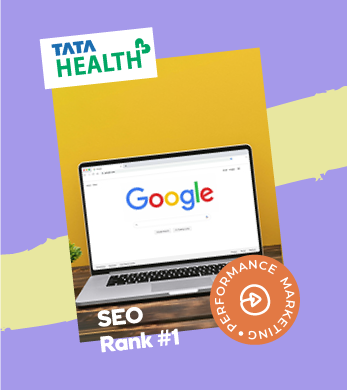 TATA
HEALTH
Google
SEO
Rank #1
PERFORMANCE MARKETING